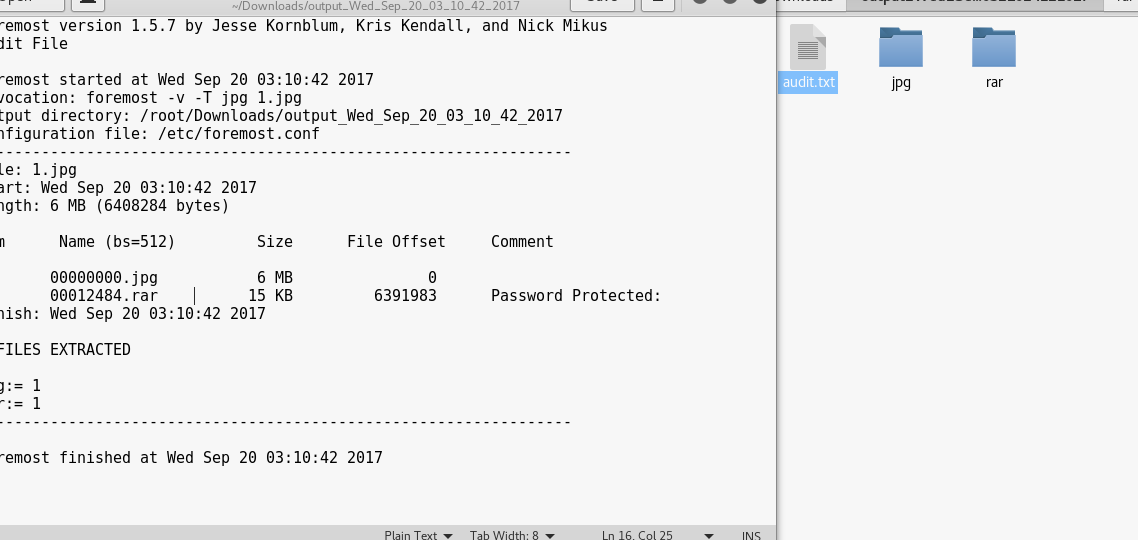 ~/Downloads/output_Wed_Sep_20_03_10_42_2017
remost version 1.5.7 by Jesse Kornblum, Kris Kendall, and Nick Mikus
dit File
remost started at Wed Sep 20 03:10:42 2017
vocation: foremost -v -T jpg 1.jpg
tput directory: /root/Downloads/output_Wed_Sep_20_03_10_42_2017
nfiguration file: /etc/foremost.conf
------------------------------------------------------------------
le: 1.jpg
art: Wed Sep 20 03:10:42 2017
ngth: 6 MB (6408284 bytes)
m Name (bs=512) Size File Offset Comment
00000000.jpg 6 MB 0
00012484.rar 15 KB 6391983 Password Protected:
nish: Wed Sep 20 03:10:42 2017
FILES EXTRACTED
g:= 1
r:= 1
------------------------------------------------------------------
remost finished at Wed Sep 20 03:10:42 2017
Plain Text Tab Width: 8 Ln 16, Col 25 INS
audit.txt jpg rar